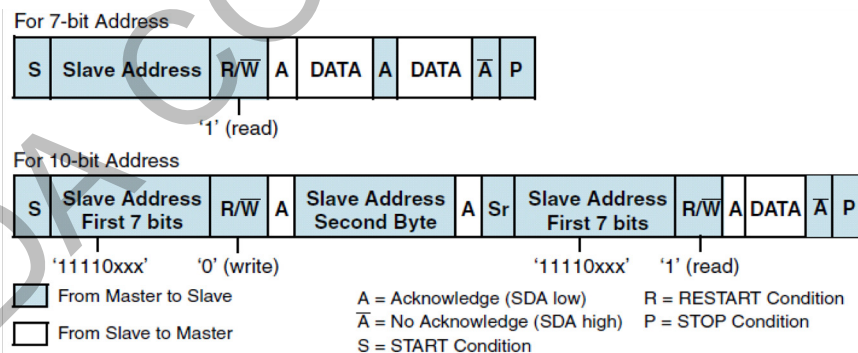 For 7-bit Address
S Slave Address R/W̅ A DATA A DATA A̅ P
‘1’ (read)
For 10-bit Address
S Slave Address First 7 bits R/W̅ A Slave Address Second Byte A Sr Slave Address First 7 bits R/W̅ A DATA A̅ P
‘11110xxx’ ‘0’ (write) ‘11110xxx’ ‘1’ (read)
From Master to Slave
From Slave to Master
A = Acknowledge (SDA low)
A̅ = No Acknowledge (SDA high)
S = START Condition
R = RESTART Condition
P = STOP Condition